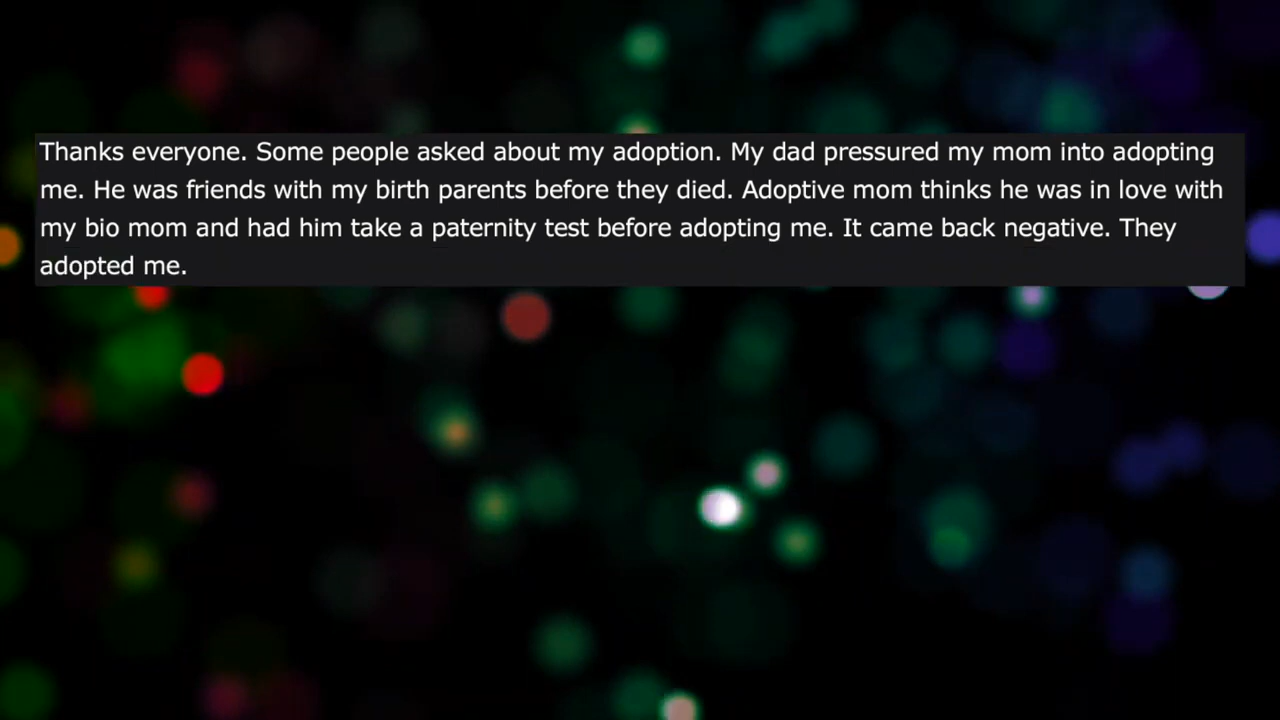 Thanks everyone. Some people asked about my adoption. My dad pressured my mom into adopting
me. He was friends with my birth parents before they died. Adoptive mom thinks he was in love with
my bio mom and had him take a paternity test before adopting me. It came back negative. They
adopted me.